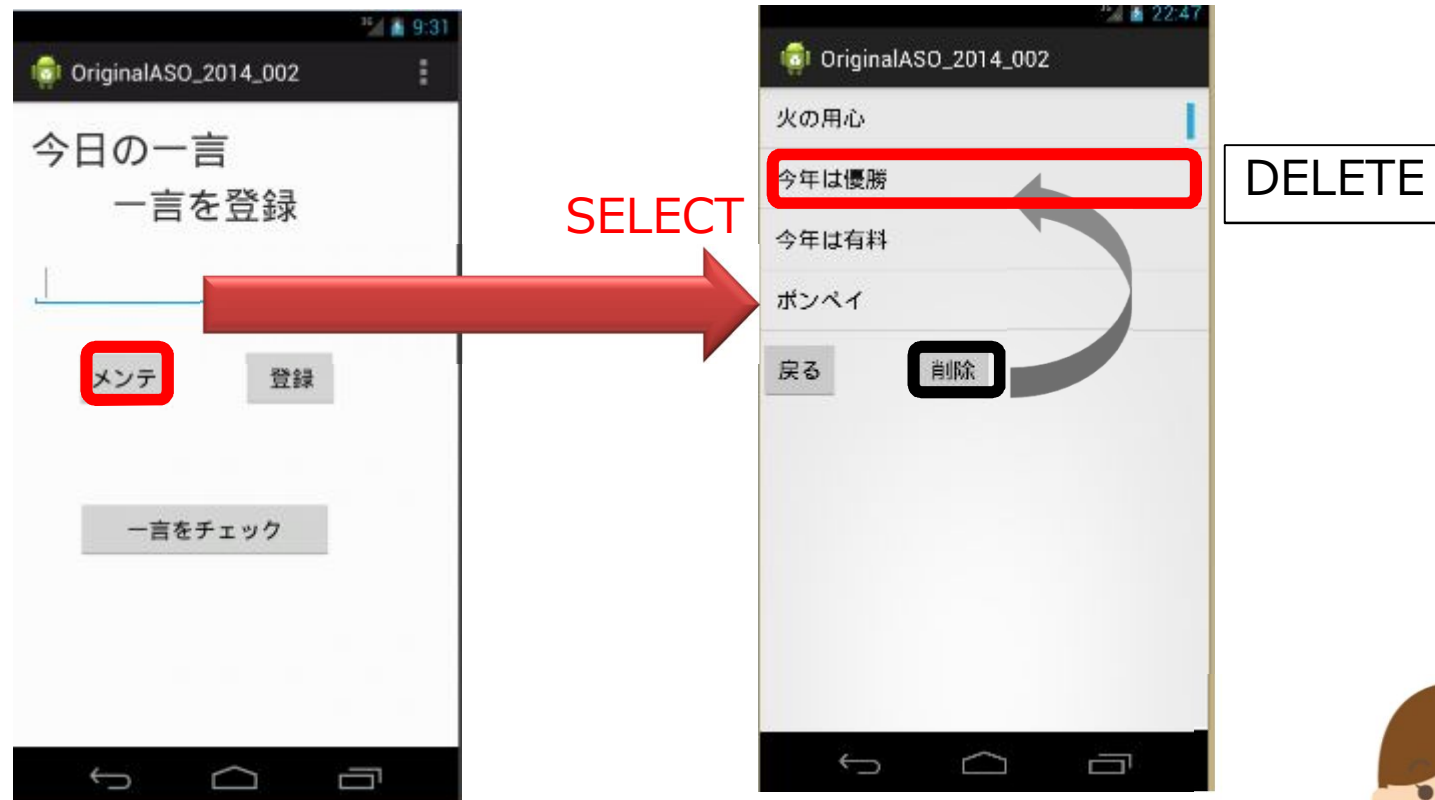 9:31
OriginalASO_2014_002
今日の一言
一言を登録
メンテ
登録
一言をチェック
SELECT
22:47
OriginalASO_2014_002
火の用心
今年は優勝
今年は有料
ポンペイ
戻る
削除
DELETE